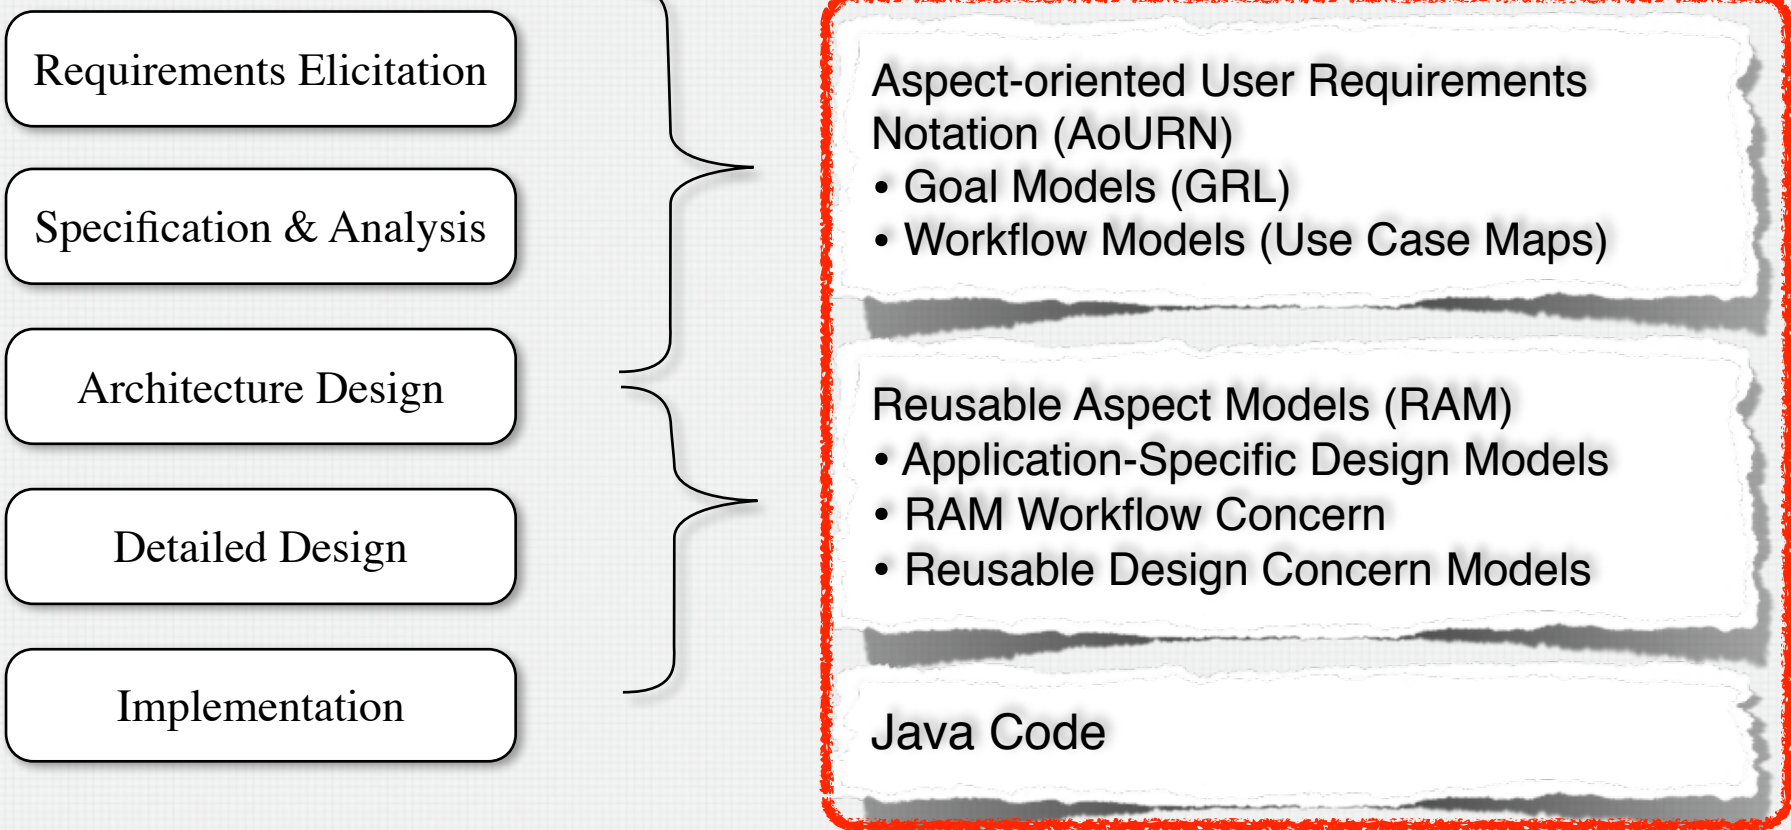 Requirements Elicitation
Specification & Analysis
Architecture Design
Detailed Design
Implementation
Aspect-oriented User Requirements
Notation (AoURN)
• Goal Models (GRL)
• Workflow Models (Use Case Maps)
Reusable Aspect Models (RAM)
• Application-Specific Design Models
• RAM Workflow Concern
• Reusable Design Concern Models
Java Code